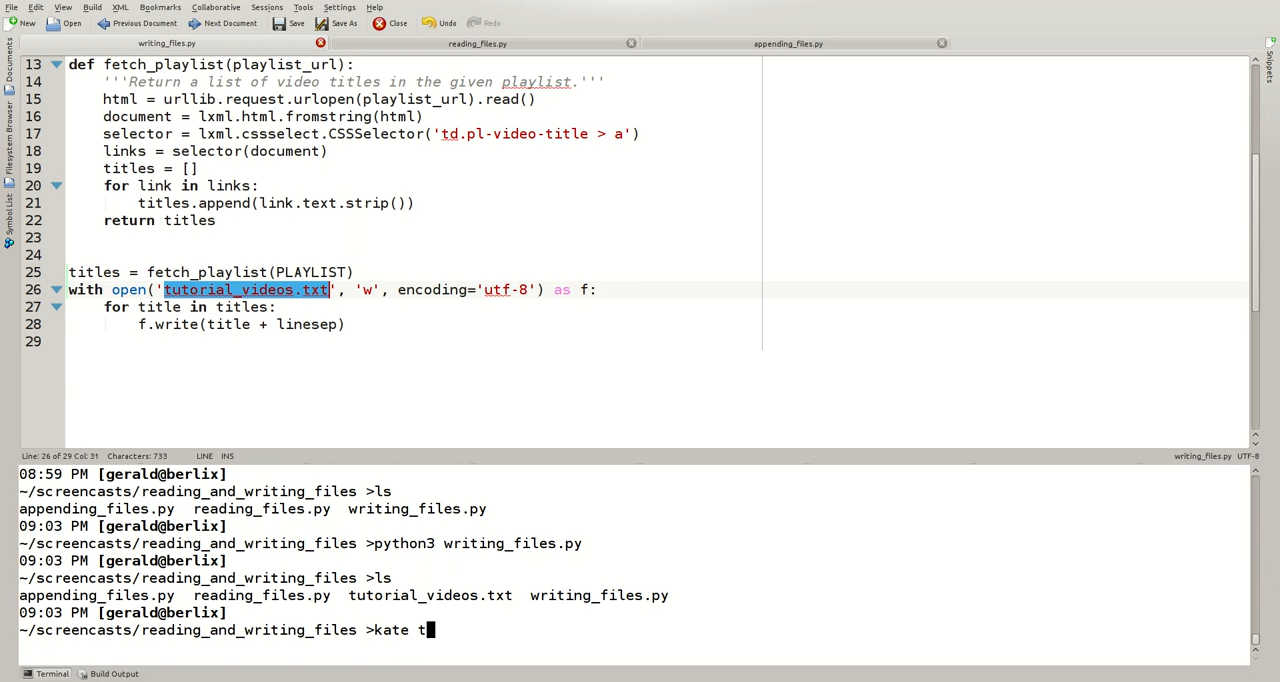 File Edit View Build XML Bookmarks Collaborative Sessions Tools Settings Help
New Open Previous Document Next Document Save Save As Close Undo Redo
writing_files.py reading_files.py appending_files.py
Documents
Filesystem Browser
Symbol List
Snippets
13 def fetch_playlist(playlist_url):
14 '''Return a list of video titles in the given playlist.'''
15 html = urllib.request.urlopen(playlist_url).read()
16 document = lxml.html.fromstring(html)
17 selector = lxml.cssselect.CSSSelector('td.pl-video-title > a')
18 links = selector(document)
19 titles = []
20 for link in links:
21 titles.append(link.text.strip())
22 return titles
23
24
25 titles = fetch_playlist(PLAYLIST)
26 with open('tutorial_videos.txt', 'w', encoding='utf-8') as f:
27 for title in titles:
28 f.write(title + linesep)
29
Line: 26 of 29 Col: 31 Characters: 733 LINE INS writing_files.py UTF-8
08:59 PM [gerald@berlix]
~/screencasts/reading_and_writing_files >ls
appending_files.py reading_files.py writing_files.py
09:03 PM [gerald@berlix]
~/screencasts/reading_and_writing_files >python3 writing_files.py
09:03 PM [gerald@berlix]
~/screencasts/reading_and_writing_files >ls
appending_files.py reading_files.py tutorial_videos.txt writing_files.py
09:03 PM [gerald@berlix]
~/screencasts/reading_and_writing_files >kate t
Terminal Build Output